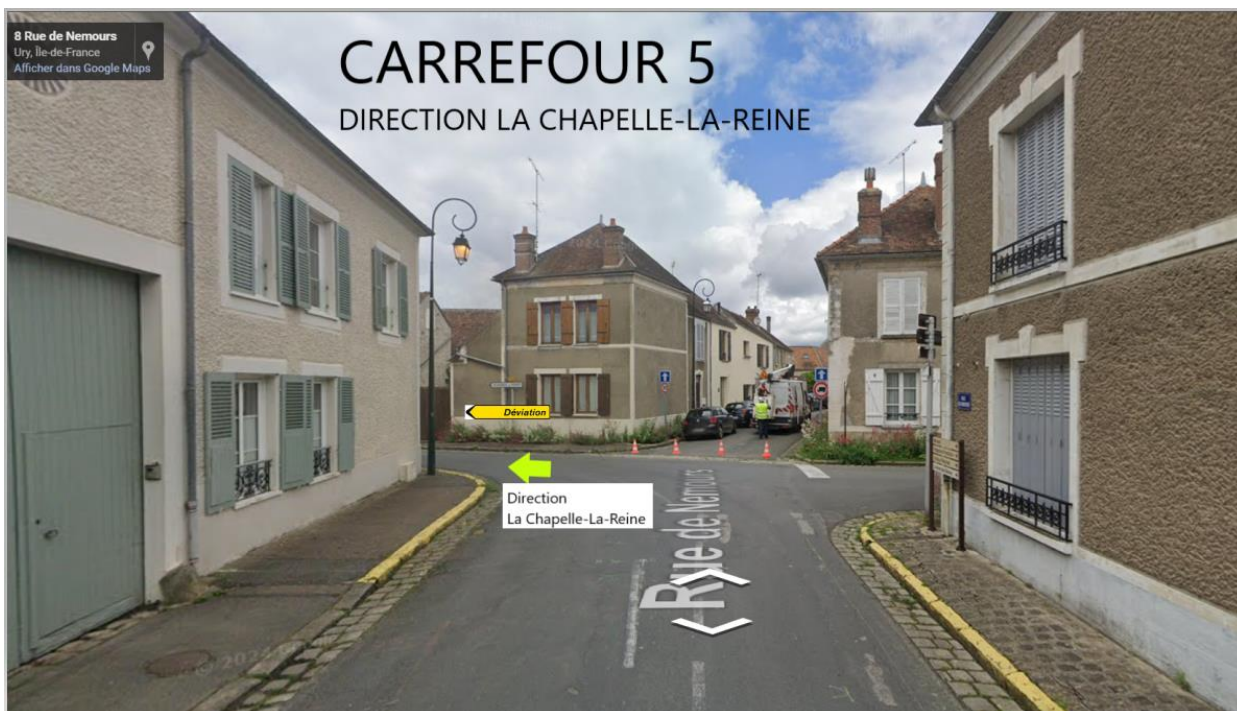 8 Rue de Nemours
Ury, Île-de-France
Afficher dans Google Maps
CARREFOUR 5
DIRECTION LA CHAPELLE-LA-REINE
Déviation
Direction
La Chapelle-La-Reine
Rue de Nemours